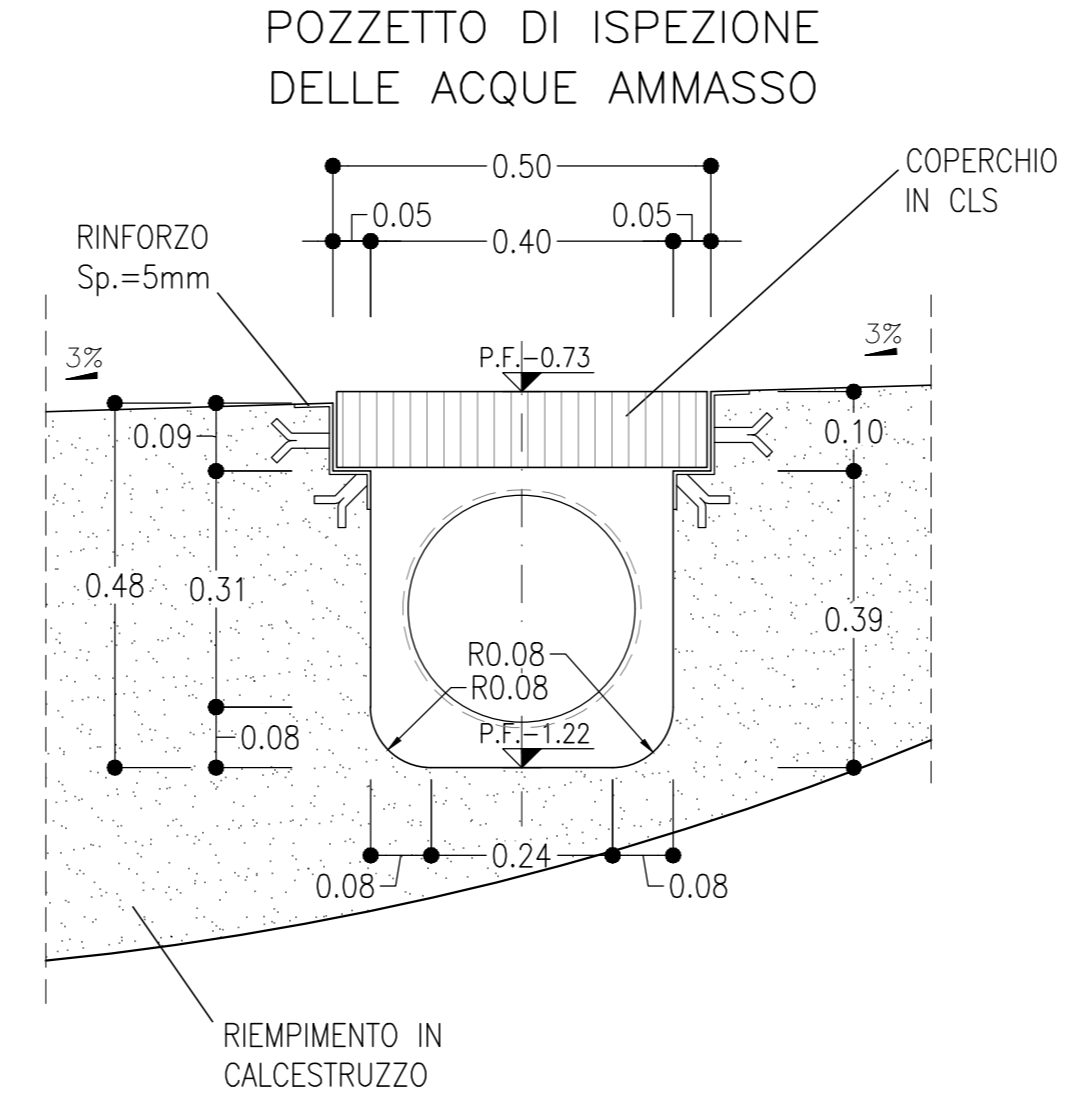 POZZETTO DI ISPEZIONE
DELLE ACQUE AMMASSO
0.50
COPERCHIO
IN CLS
0.05
0.05
0.40
RINFORZO
Sp.=5mm
3%
3%
P.F.-0.73
0.09
0.10
0.48
0.31
0.39
R0.08
R0.08
P.F.-1.22
0.08
0.24
0.08
0.08
RIEMPIMENTO IN
CALCESTRUZZO